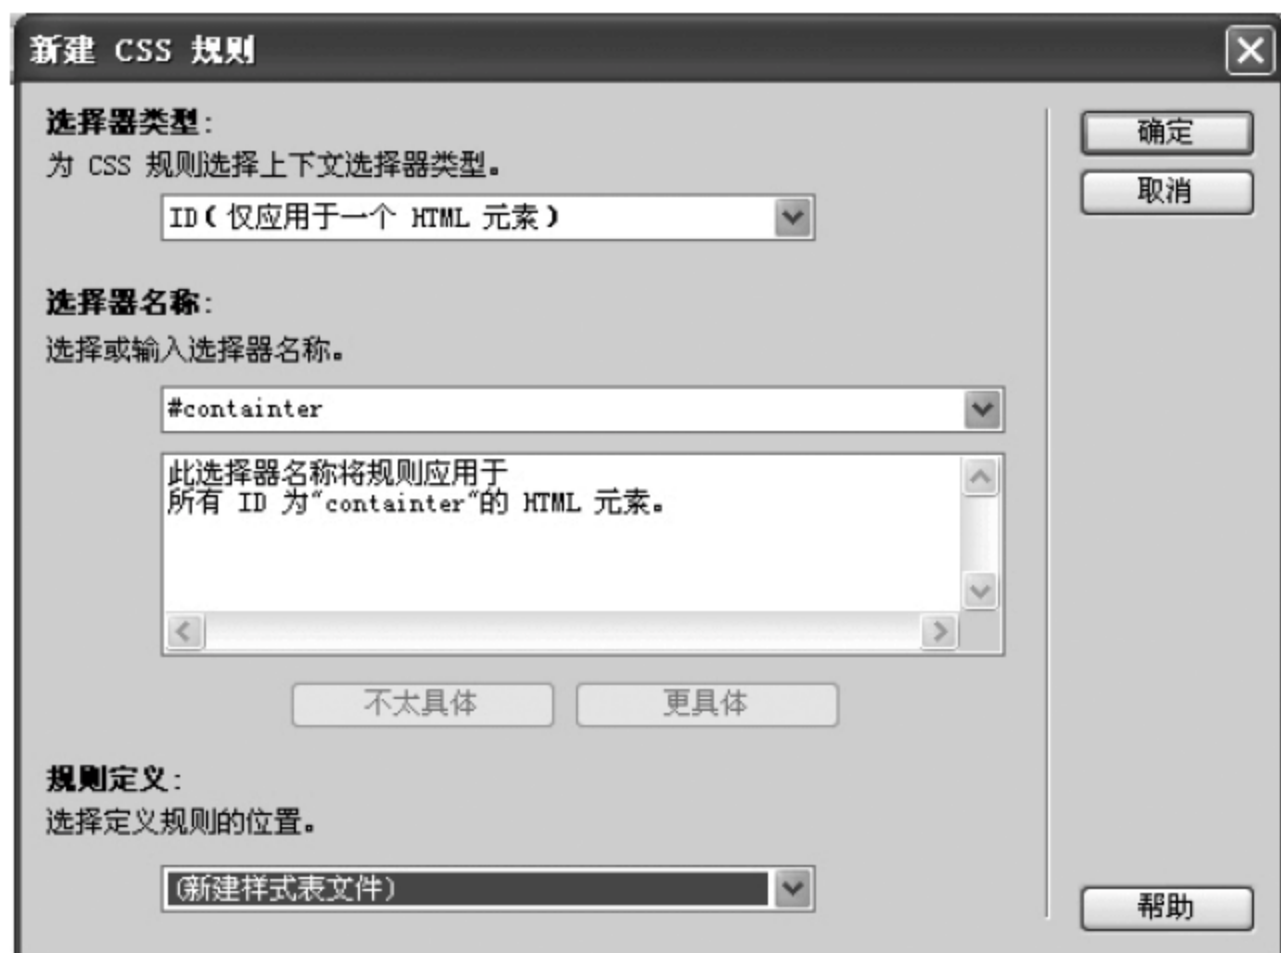 新建 CSS 规则
选择器类型:
确定
为 CSS 规则选择上下文选择器类型。
取消
ID(仅应用于一个 HTML 元素)
选择器名称:
选择或输入选择器名称。
#containter
此选择器名称将规则应用于
所有 ID 为"containter"的 HTML 元素。
不太具体
更具体
规则定义:
选择定义规则的位置。
(新建样式表文件)
帮助